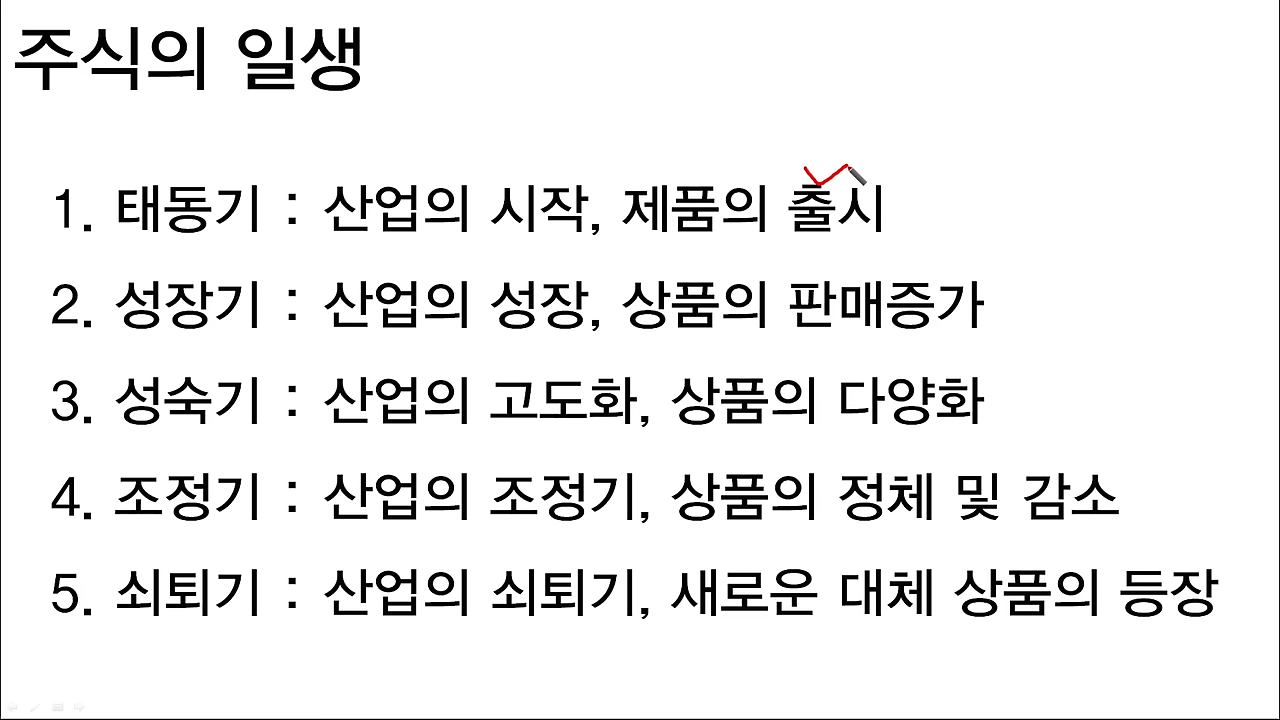 주식의 일생
1. 태동기 : 산업의 시작, 제품의 출시
2. 성장기 : 산업의 성장, 상품의 판매증가
3. 성숙기 : 산업의 고도화, 상품의 다양화
4. 조정기 : 산업의 조정기, 상품의 정체 및 감소
5. 쇠퇴기 : 산업의 쇠퇴기, 새로운 대체 상품의 등장